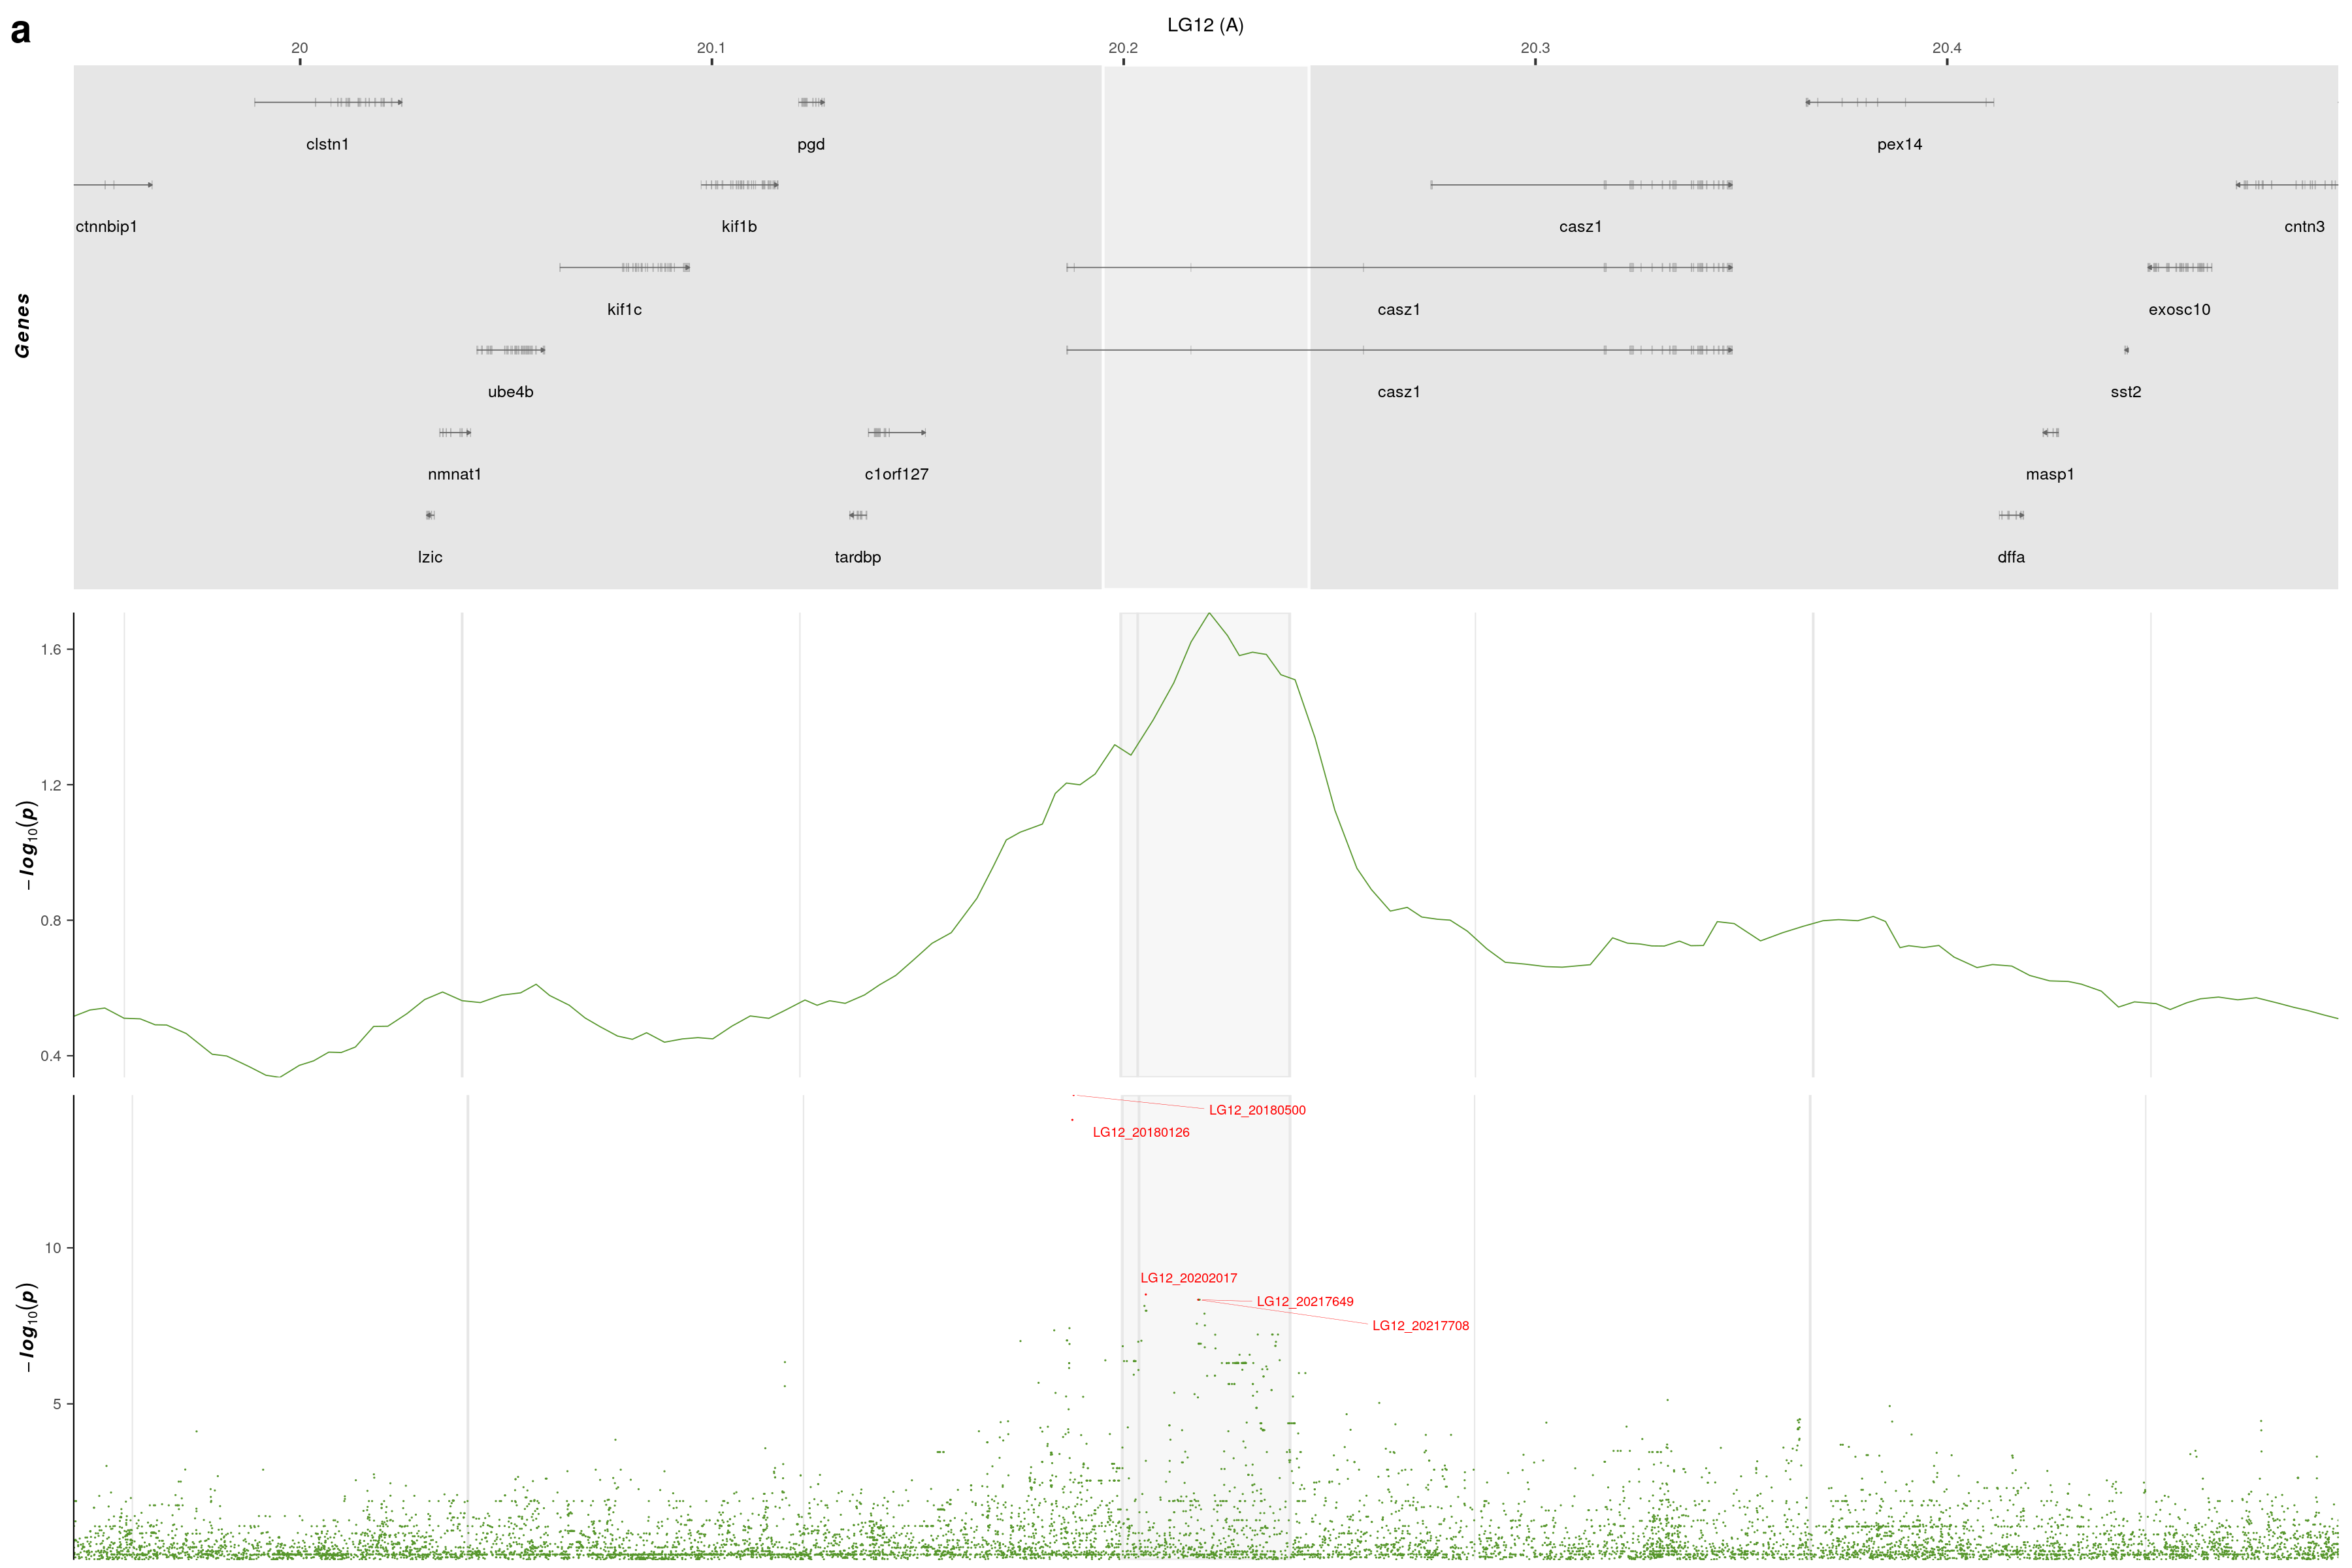 a
LG12 (A)
20 20.1 20.2 20.3 20.4
Genes
clstn1 pgd pex14
ctnnbip1 kif1b casz1 cntn3
kif1c casz1 exosc10
ube4b casz1 sst2
nmnat1 c1orf127 masp1
lzic tardbp dffa
−log10(p)
1.6
1.2
0.8
0.4
−log10(p)
10
5
LG12_20180500
LG12_20180126
LG12_20202017
LG12_20217649
LG12_20217708